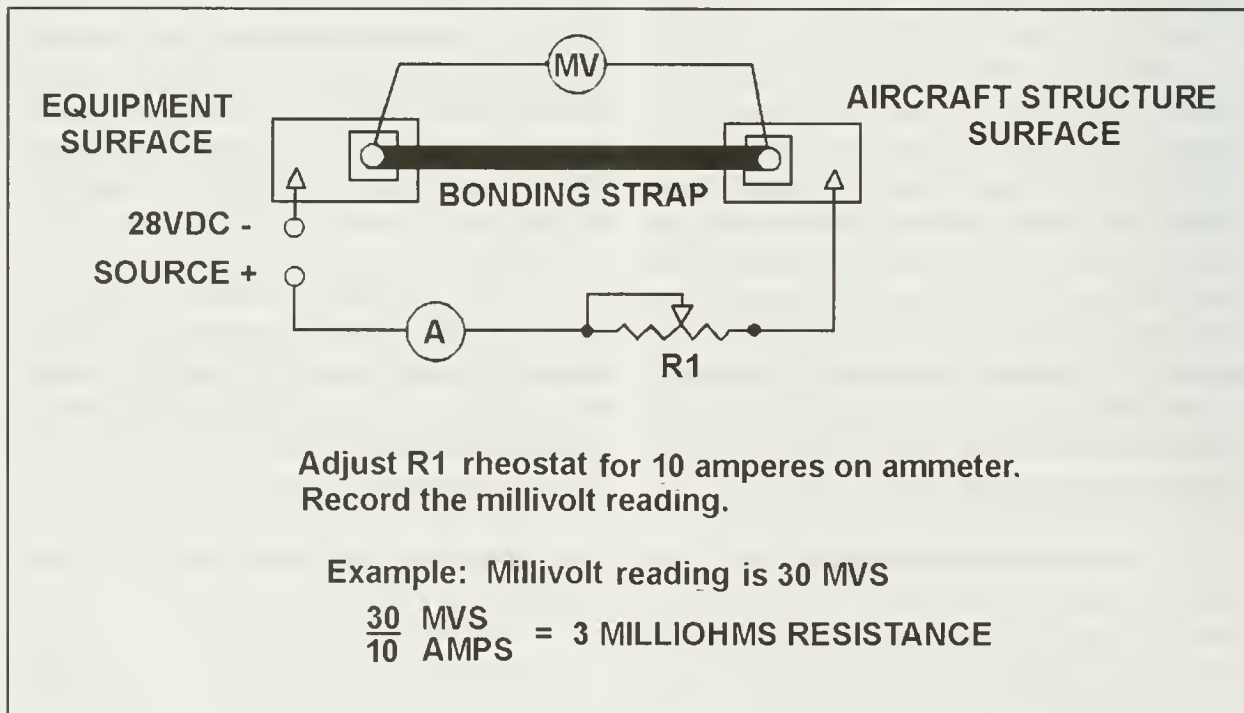 MV
EQUIPMENT
SURFACE
AIRCRAFT STRUCTURE
SURFACE
BONDING STRAP
28VDC -
SOURCE +
A
R1
Adjust R1 rheostat for 10 amperes on ammeter.
Record the millivolt reading.
Example: Millivolt reading is 30 MVS
30 MVS
10 AMPS = 3 MILLIOHMS RESISTANCE